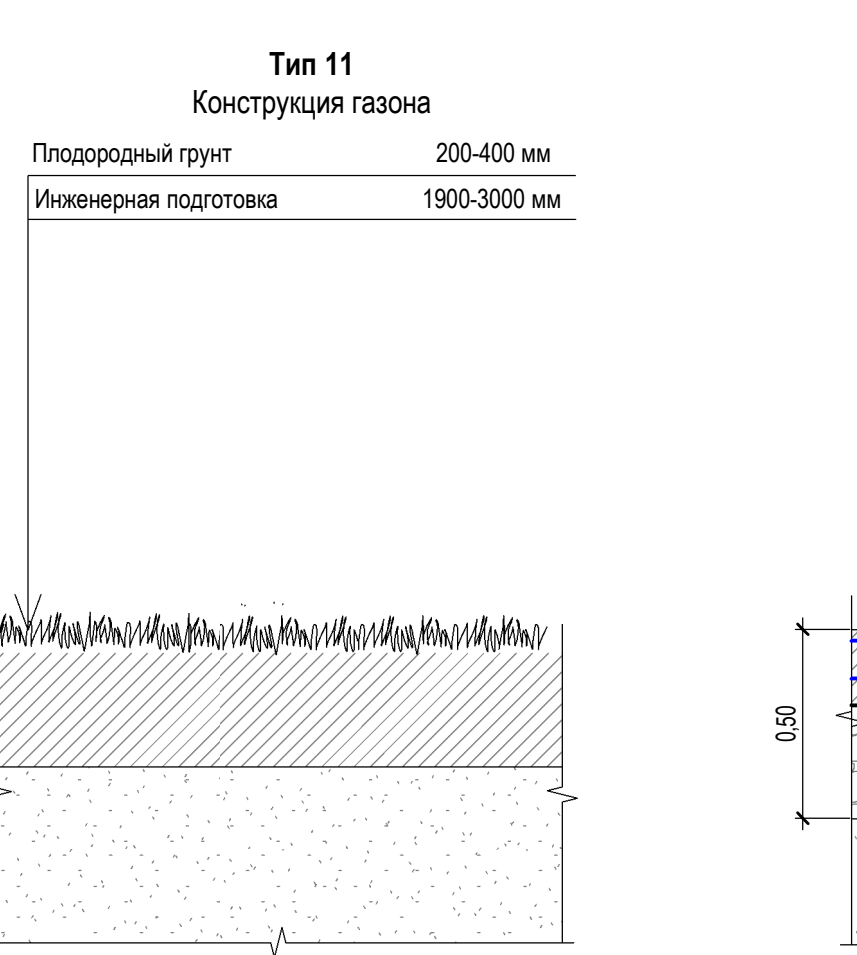 Тип 11
Конструкция газона
Плодородный грунт 200-400 мм
Инженерная подготовка 1900-3000 мм
0,50